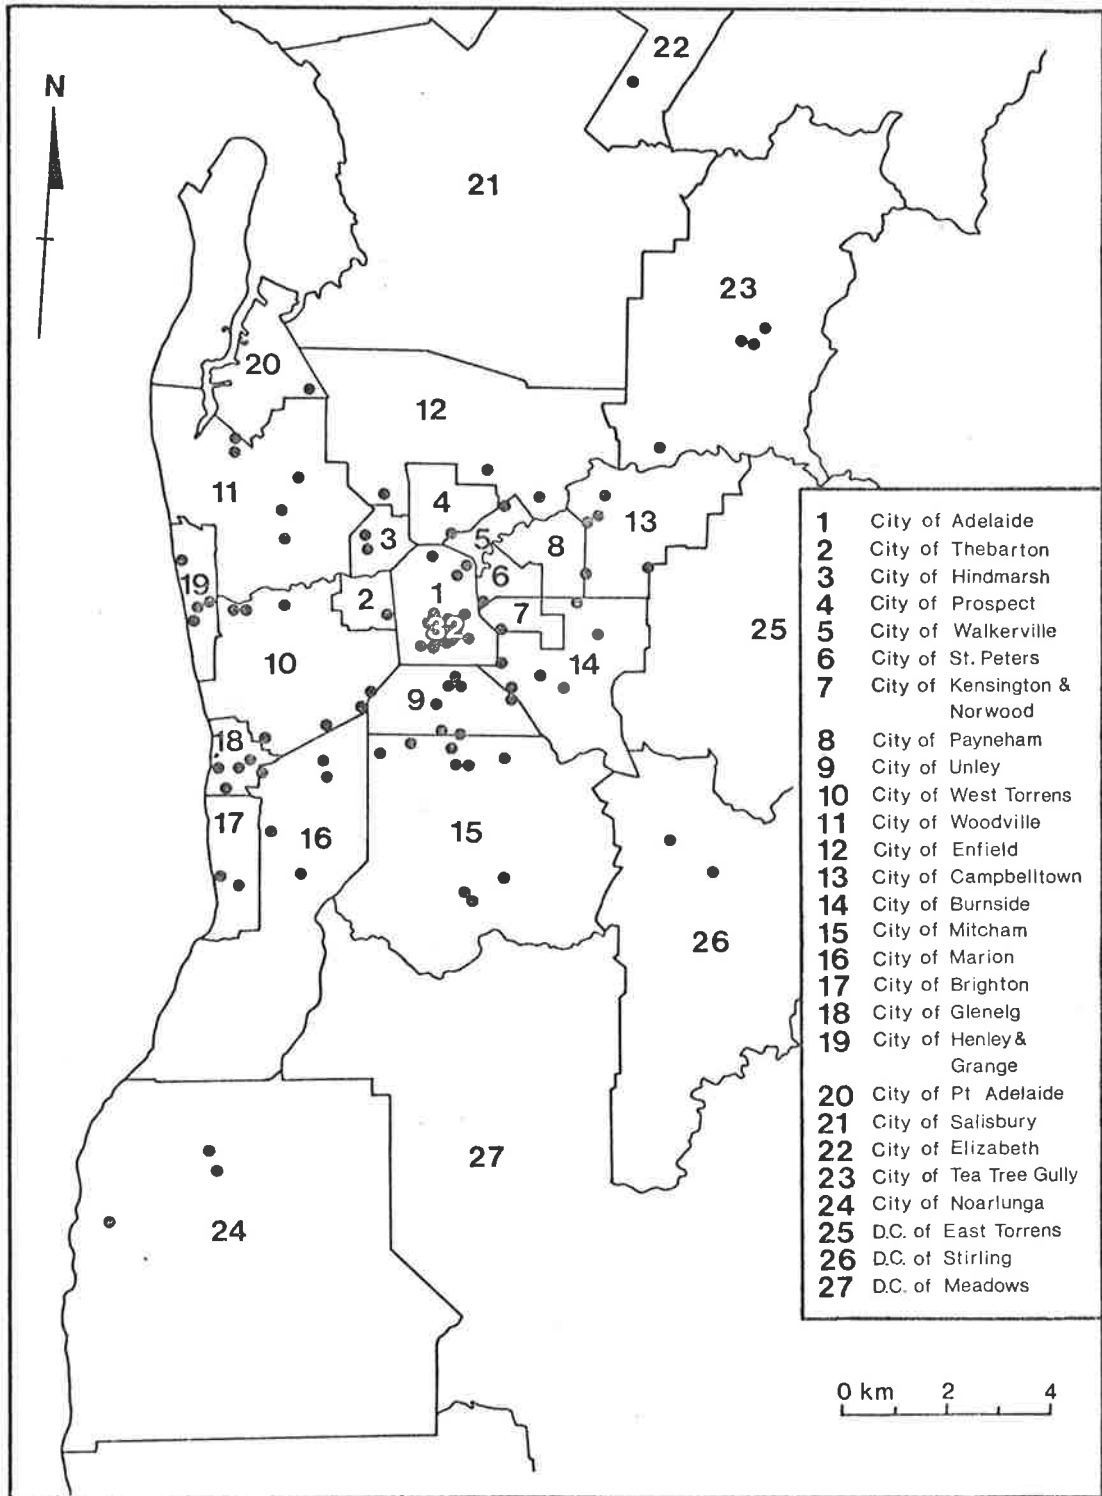 N
22
21
23
20
12
11
4
13
3
5
8
19
6
2
1
7
32
25
10
14
9
18
17
16
15
26
27
24
1 City of Adelaide
2 City of Thebarton
3 City of Hindmarsh
4 City of Prospect
5 City of Walkerville
6 City of St. Peters
7 City of Kensington &
Norwood
8 City of Payneham
9 City of Unley
10 City of West Torrens
11 City of Woodville
12 City of Enfield
13 City of Campbelltown
14 City of Burnside
15 City of Mitcham
16 City of Marion
17 City of Brighton
18 City of Glenelg
19 City of Henley &
Grange
20 City of Pt Adelaide
21 City of Salisbury
22 City of Elizabeth
23 City of Tea Tree Gully
24 City of Noarlunga
25 D.C. of East Torrens
26 D.C. of Stirling
27 D.C. of Meadows
0 km 2 4